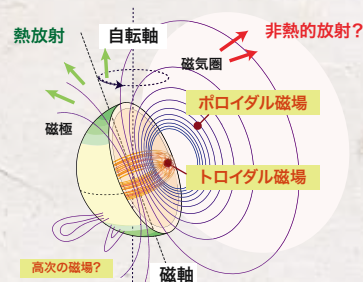 熱放射
自転軸
非熱的放射?
磁気圏
ポロイダル磁場
磁極
トロイダル磁場
高次の磁場?
磁軸